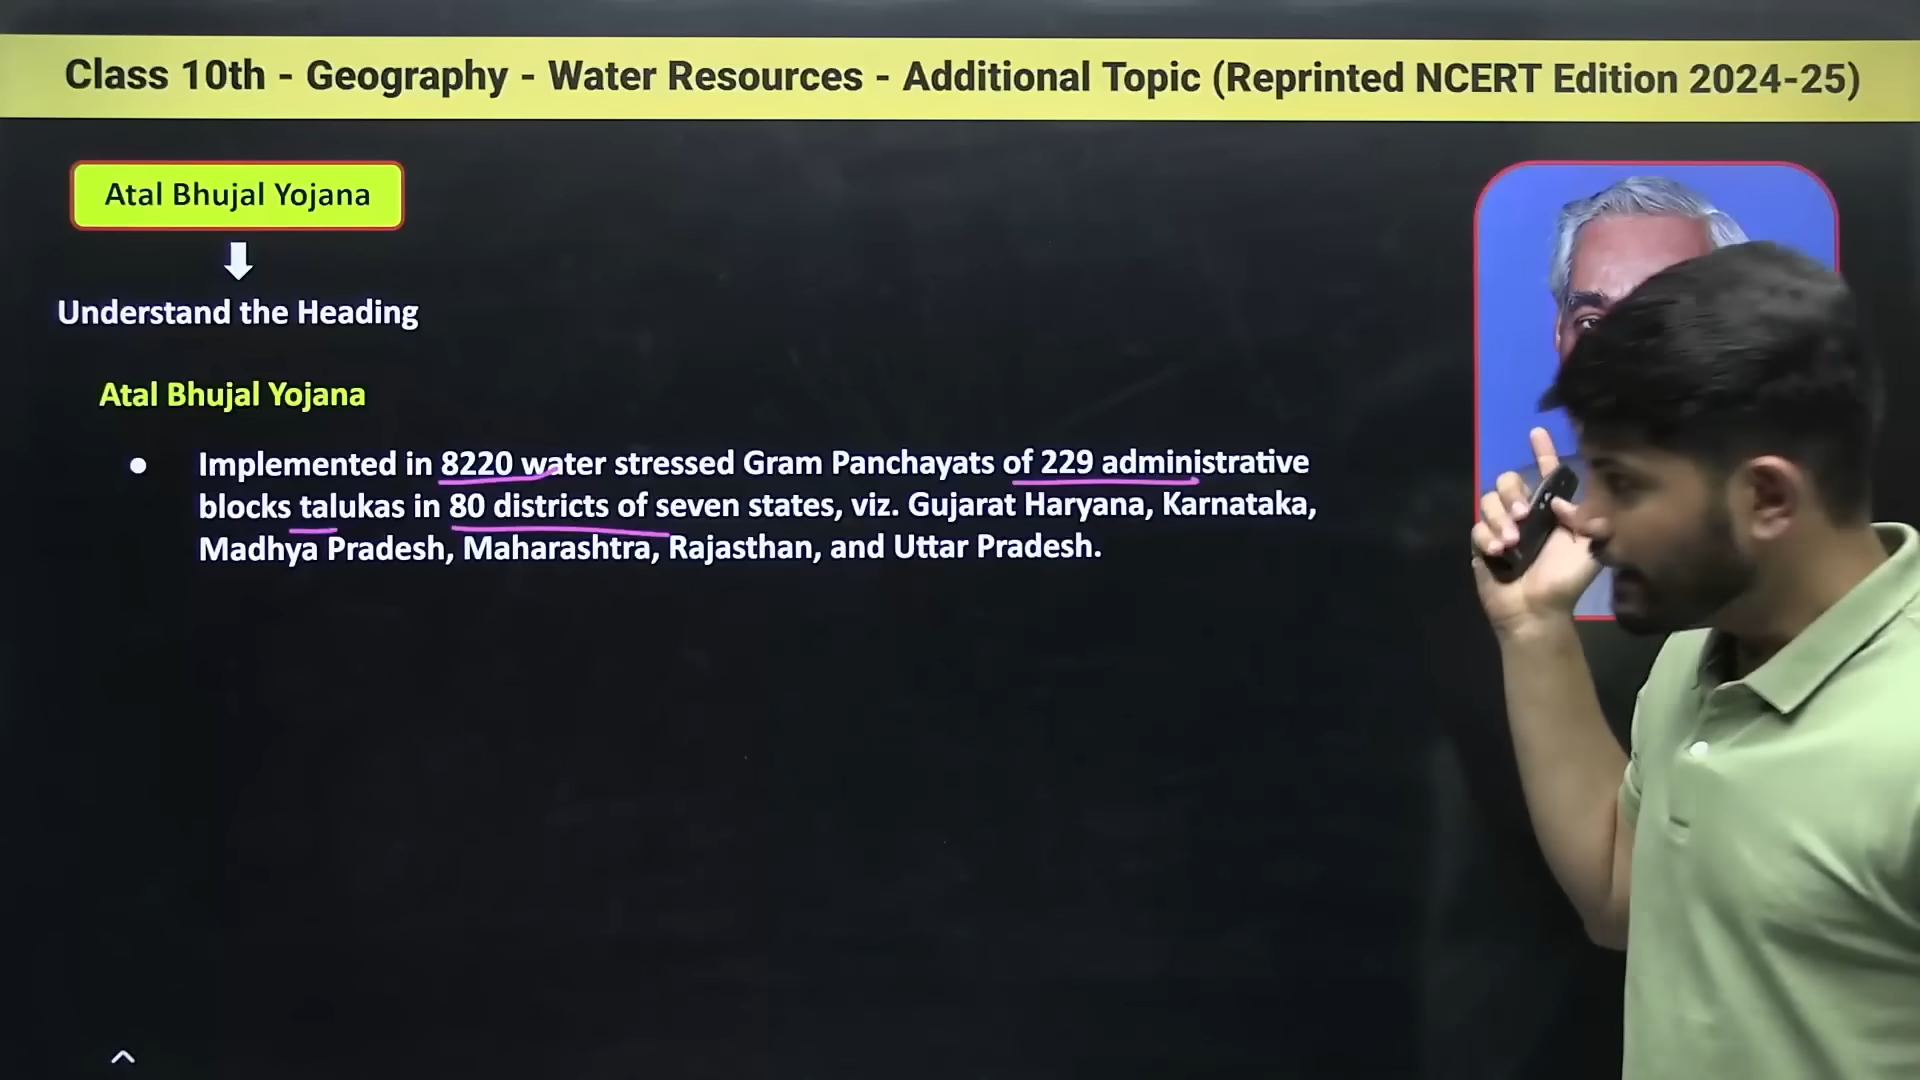 Class 10th - Geography - Water Resources - Additional Topic (Reprinted NCERT Edition 2024-25)
Atal Bhujal Yojana
Understand the Heading
Atal Bhujal Yojana
Implemented in 8220 water stressed Gram Panchayats of 229 administrative
blocks talukas in 80 districts of seven states, viz. Gujarat Haryana, Karnataka,
Madhya Pradesh, Maharashtra, Rajasthan, and Uttar Pradesh.